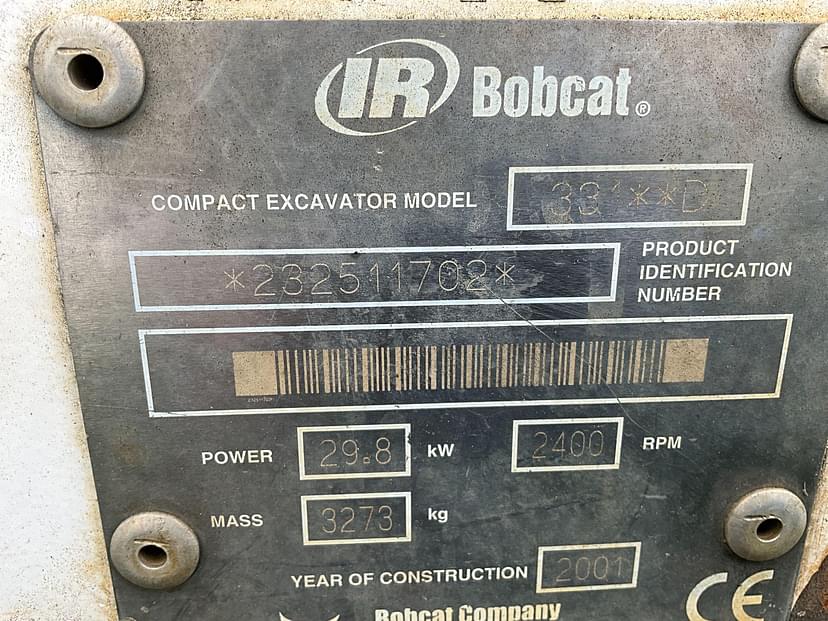 IR Bobcat®
COMPACT EXCAVATOR MODEL 331**D
*232511702*
PRODUCT
IDENTIFICATION
NUMBER
POWER 29.8 kW 2400 RPM
MASS 3273 kg
YEAR OF CONSTRUCTION 2001
Bobcat Company
CE